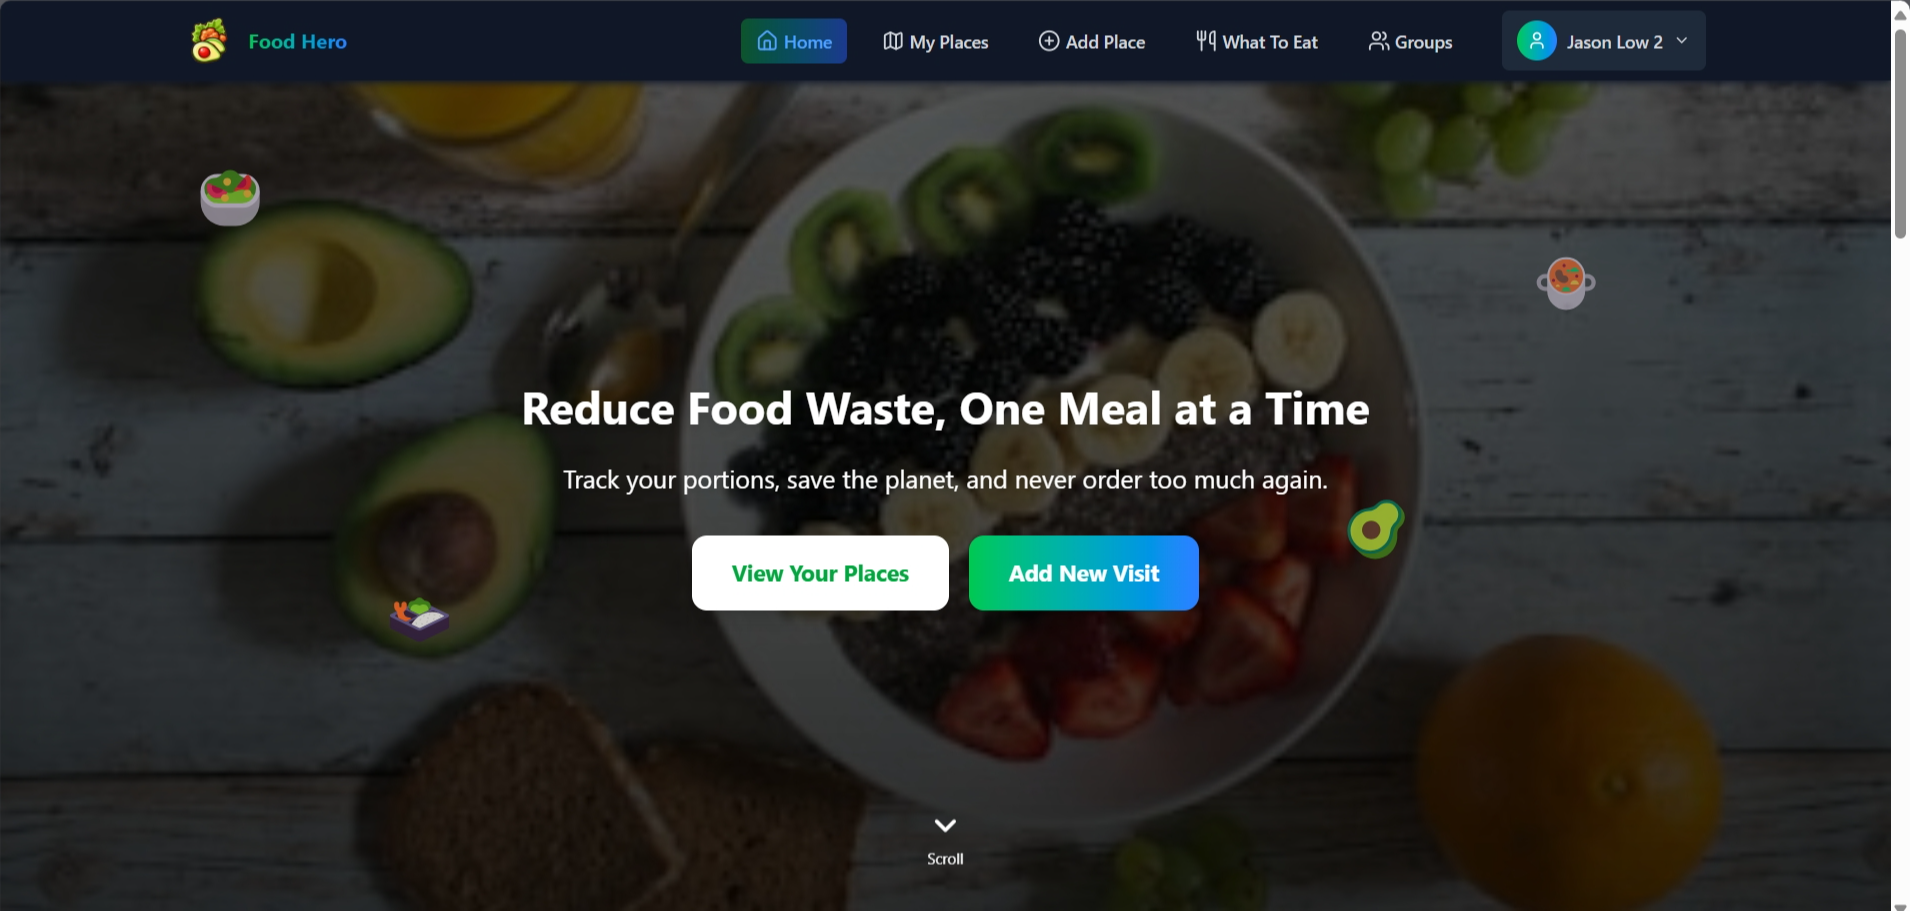 Food Hero
Home
My Places
Add Place
What To Eat
Groups
Jason Low 2
Reduce Food Waste, One Meal at a Time
Track your portions, save the planet, and never order too much again.
View Your Places
Add New Visit
Scroll